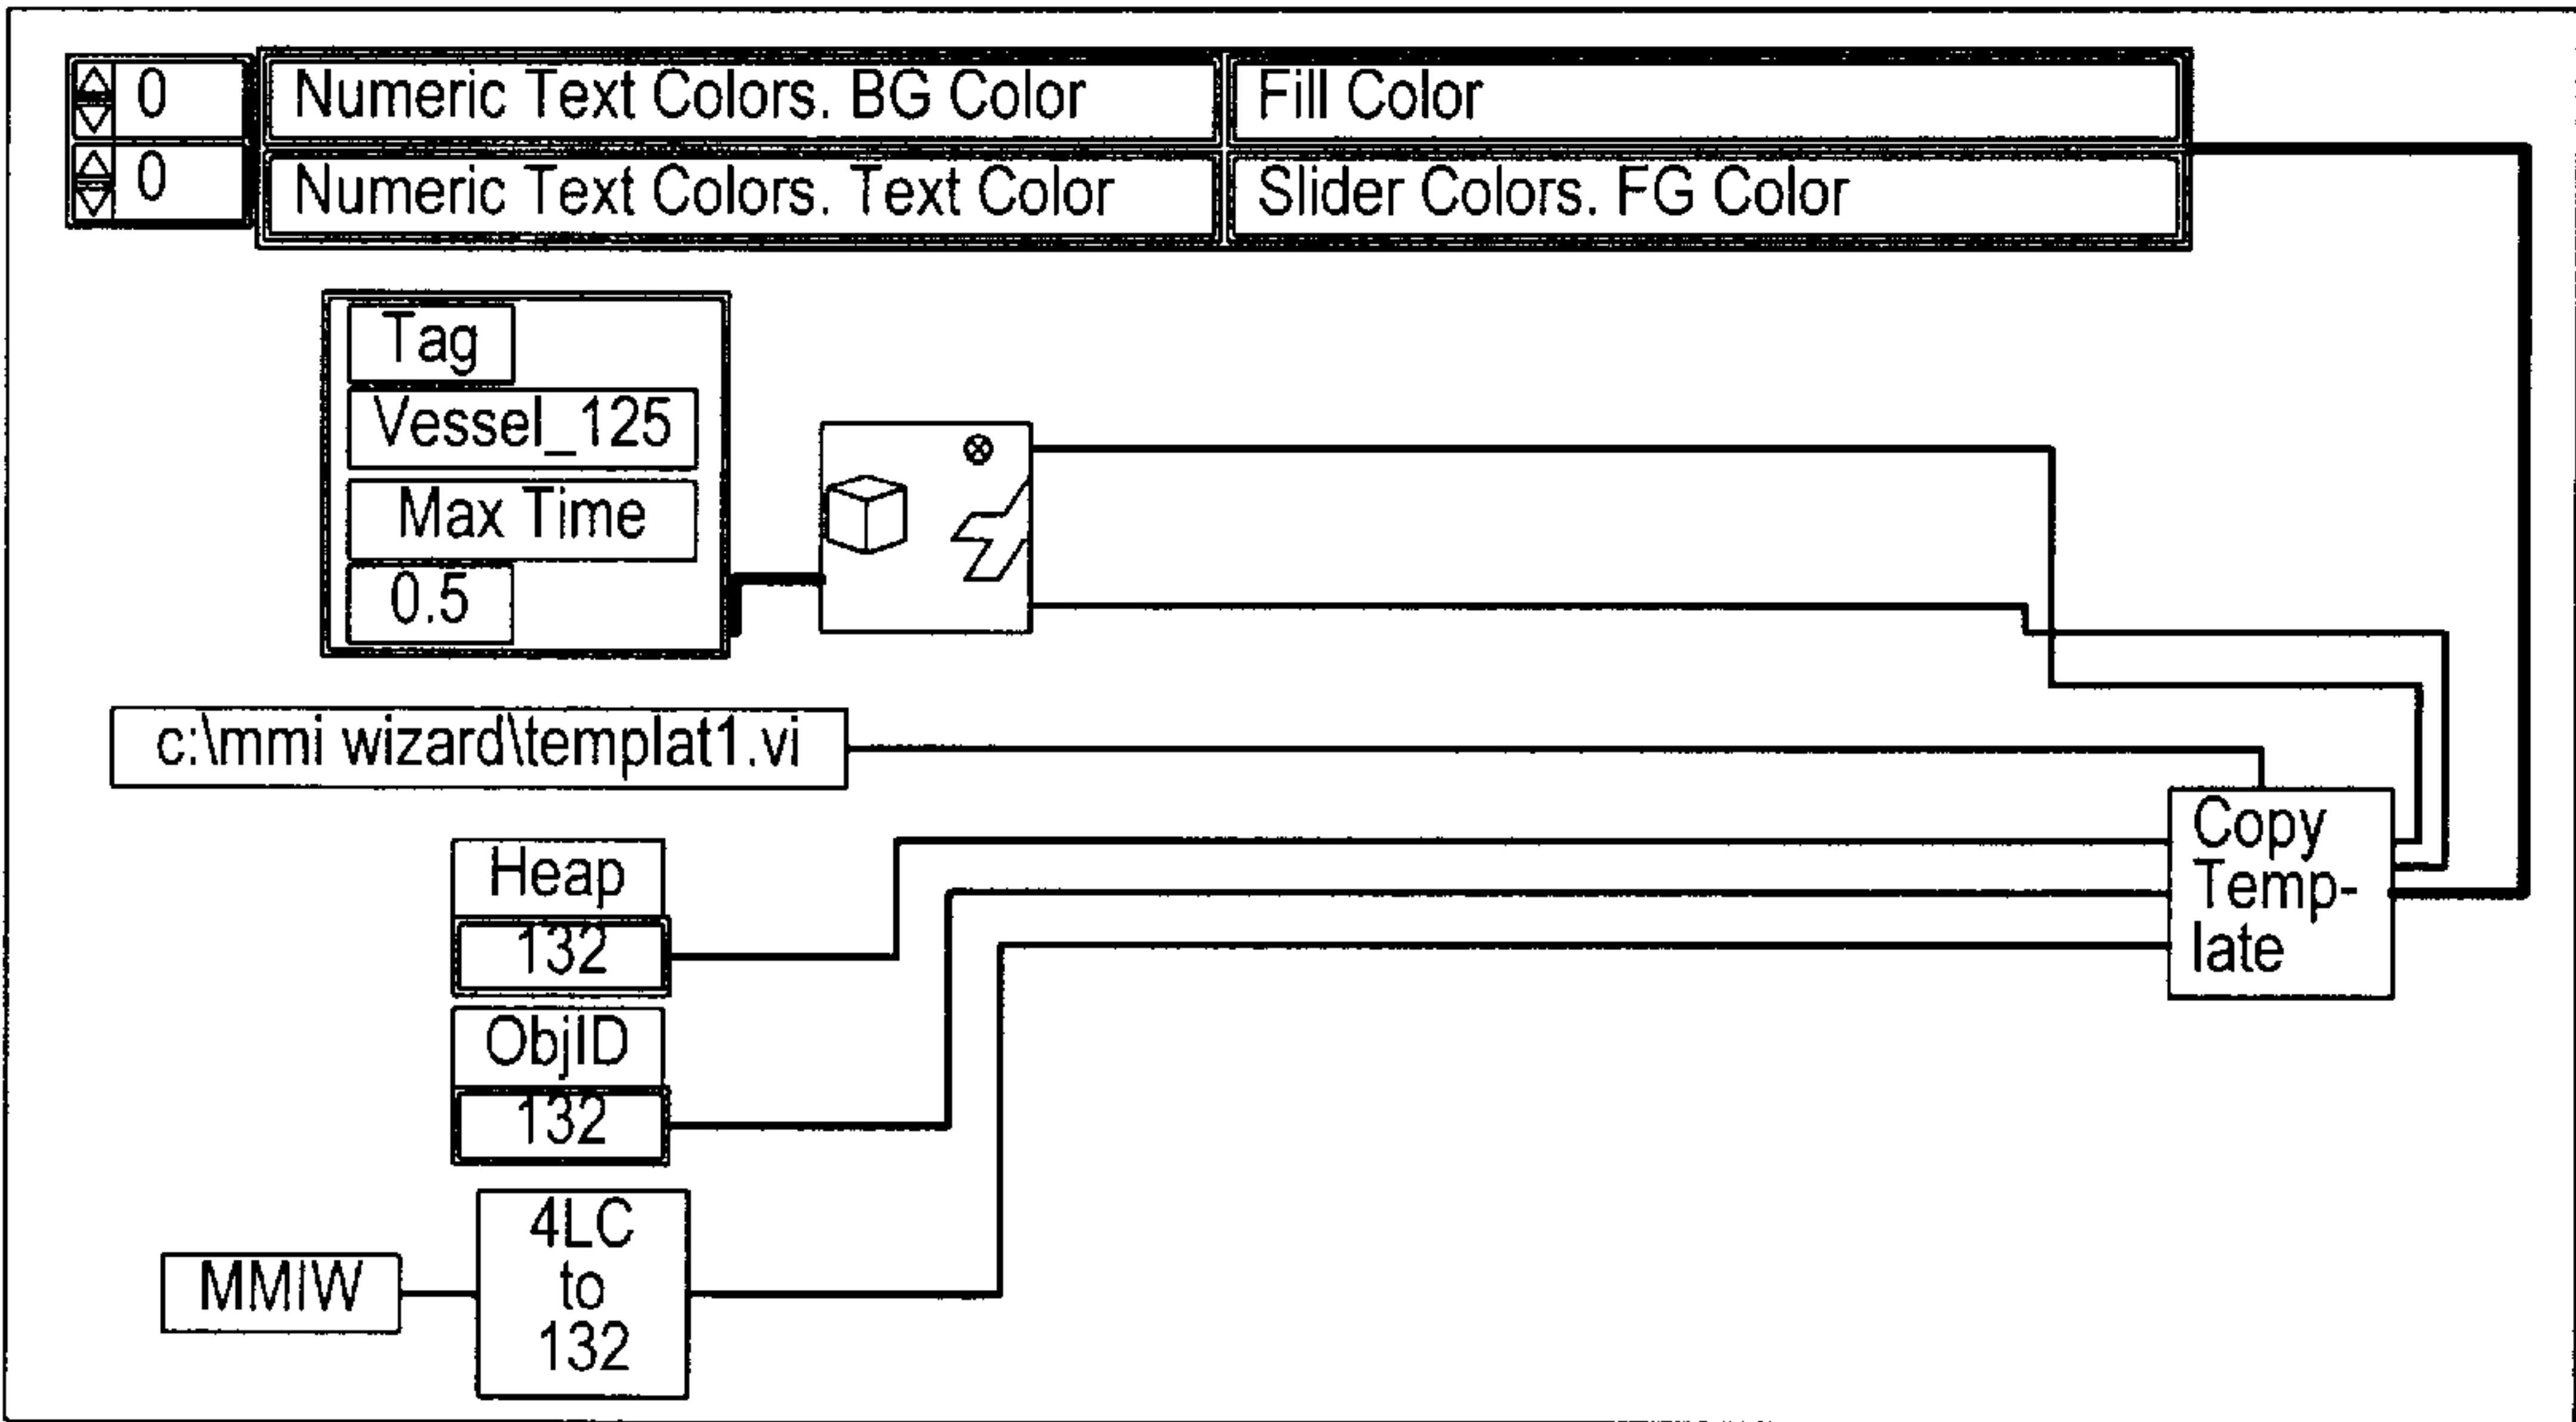 0 Numeric Text Colors. BG Color Fill Color
0 Numeric Text Colors. Text Color Slider Colors. FG Color
Tag
Vessel_125
Max Time
0.5
c:\mmi wizard\templat1.vi
Copy
Temp-
late
Heap
132
ObjID
132
MMIW
4LC
to
132